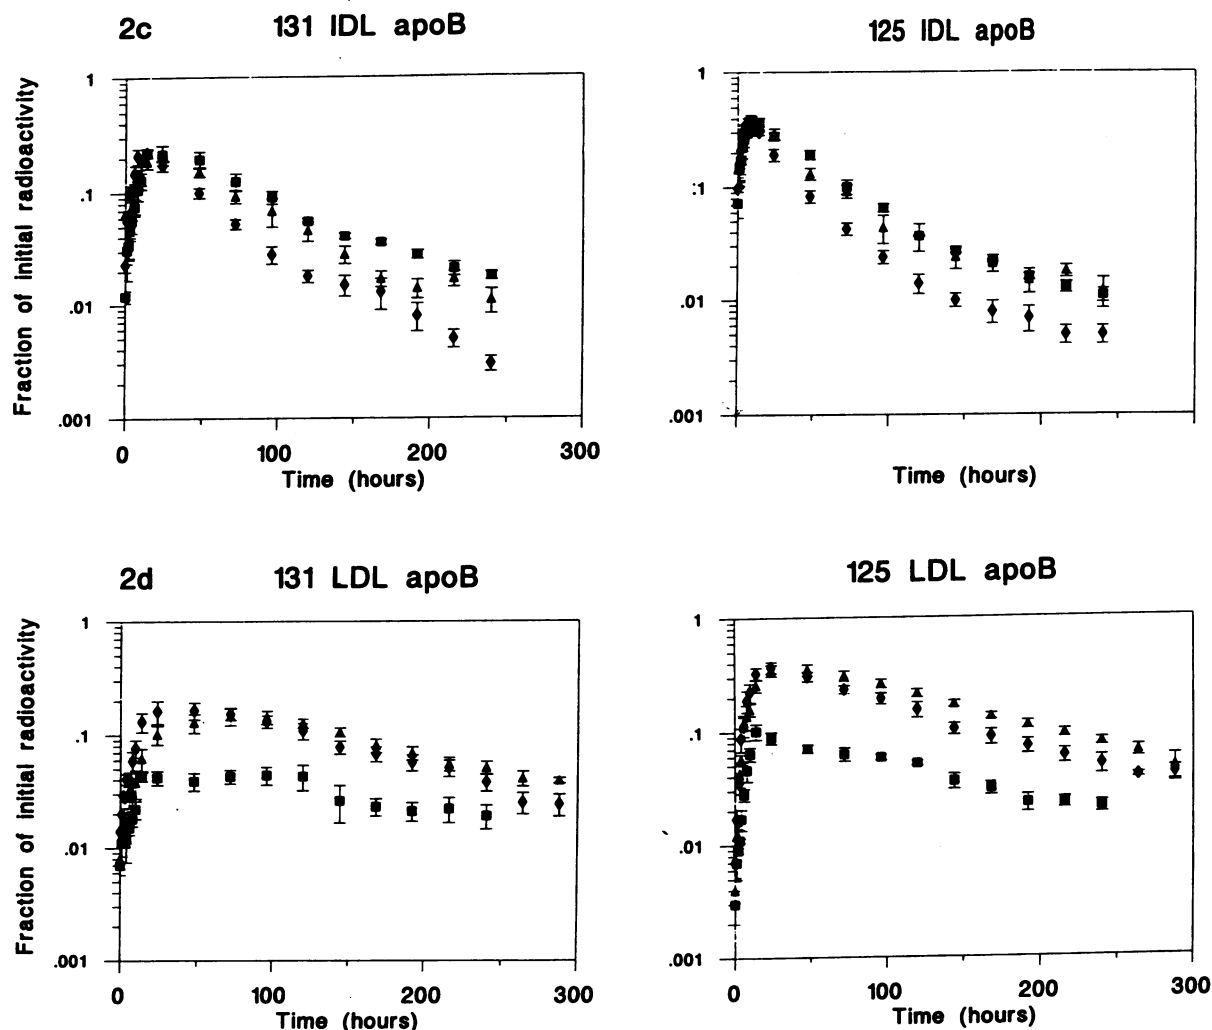 2c
131 IDL apoB
125 IDL apoB
Fraction of initial radioactivity
1
.1
.01
.001
0
100
200
300
Time (hours)
1
.1
.01
.001
Time (hours)
2d
131 LDL apoB
125 LDL apoB
Fraction of initial radioactivity
1
.1
.01
.001
0
100
200
300
Time (hours)
1
.1
.01
.001
0
100
200
300
Time (hours)